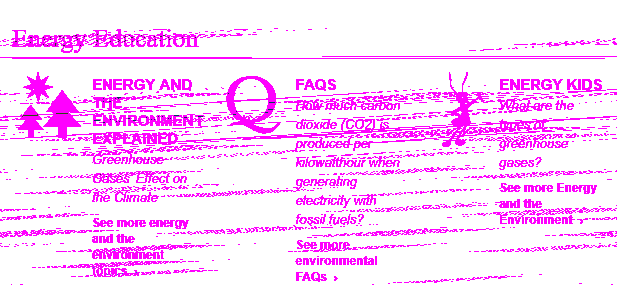 Energy Education
ENERGY AND
THE
ENVIRONMENT
EXPLAINED
Greenhouse
Gases' Effect on
the Climate
See more energy
and the
environment
topics ›
Q
FAQS
How much carbon
dioxide (CO2) is
produced per
kilowatthour when
generating
electricity with
fossil fuels?
See more
environmental
FAQs ›
ENERGY KIDS
What are the
types of
greenhouse
gases?
See more Energy
and the
Environment ›